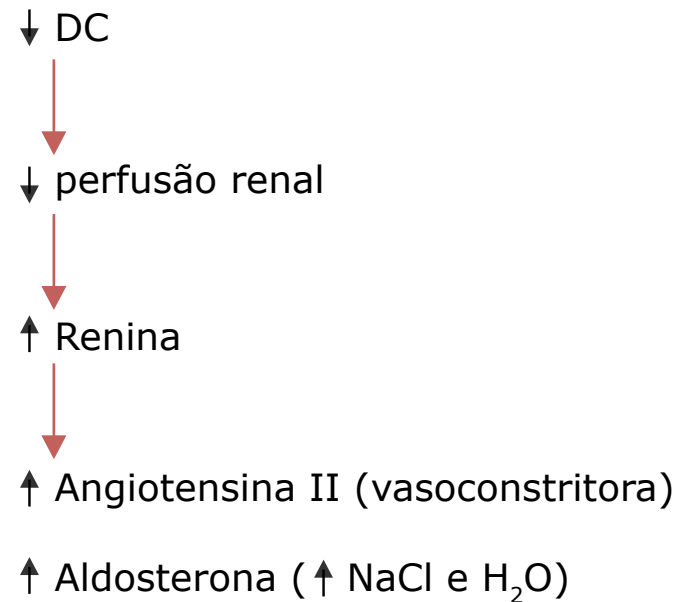 ↓ DC
↓ perfusão renal
↑ Renina
↑ Angiotensina II (vasoconstritora)
↑ Aldosterona (↑ NaCl e H₂O)